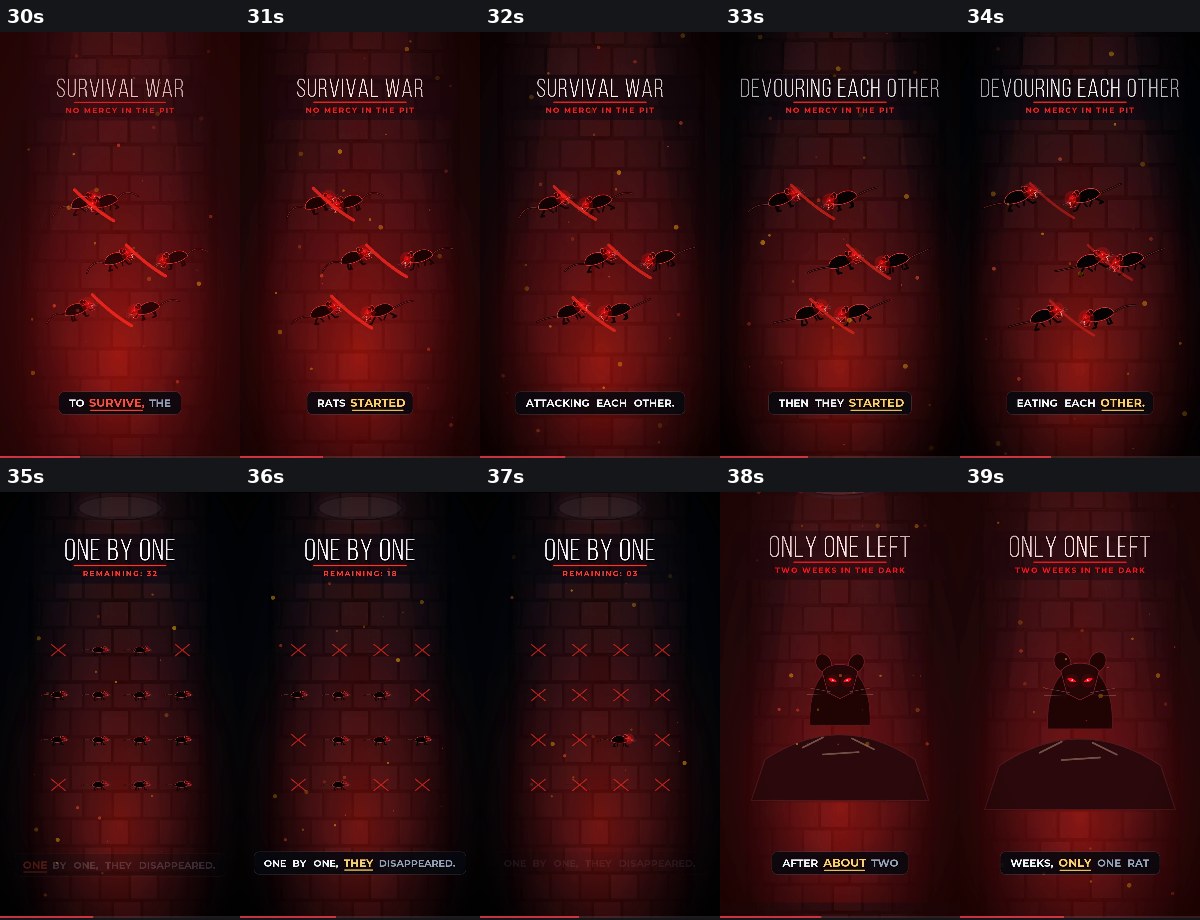 30s
SURVIVAL WAR
NO MERCY IN THE PIT
TO SURVIVE, THE
31s
SURVIVAL WAR
NO MERCY IN THE PIT
RATS STARTED
32s
SURVIVAL WAR
NO MERCY IN THE PIT
ATTACKING EACH OTHER.
33s
DEVOURING EACH OTHER
NO MERCY IN THE PIT
THEN THEY STARTED
34s
DEVOURING EACH OTHER
NO MERCY IN THE PIT
EATING EACH OTHER.
35s
ONE BY ONE
REMAINING: 32
ONE BY ONE, THEY DISAPPEARED.
36s
ONE BY ONE
REMAINING: 18
ONE BY ONE, THEY DISAPPEARED.
37s
ONE BY ONE
REMAINING: 03
ONE BY ONE, THEY DISAPPEARED.
38s
ONLY ONE LEFT
TWO WEEKS IN THE DARK
AFTER ABOUT TWO
39s
ONLY ONE LEFT
TWO WEEKS IN THE DARK
WEEKS, ONLY ONE RAT